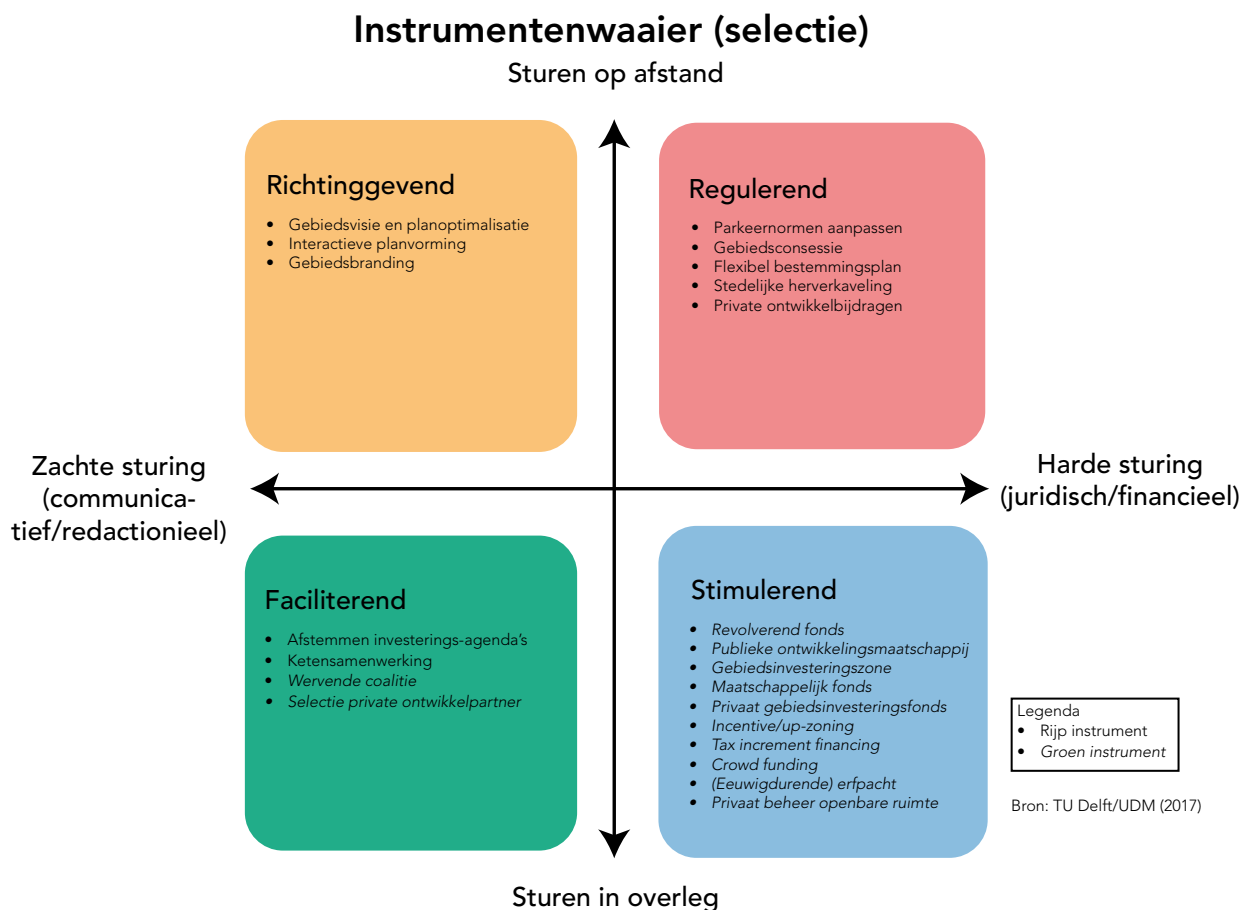 Instrumentenwaaier (selectie)
Sturen op afstand
Richtinggevend
• Gebiedsvisie en planoptimalisatie
• Interactieve planvorming
• Gebiedsbranding
Regulerend
• Parkeernormen aanpassen
• Gebiedsconsessie
• Flexibel bestemmingsplan
• Stedelijke herverkaveling
• Private ontwikkelbijdragen
Zachte sturing
(communica-
tief/redactionieel)
Harde sturing
(juridisch/financieel)
Faciliterend
• Afstemmen investerings-agenda's
• Ketensamenwerking
• Wervende coalitie
• Selectie private ontwikkelpartner
Stimulerend
• Revolverend fonds
• Publieke ontwikkelingsmaatschappij
• Gebiedsinvesteringszone
• Maatschappelijk fonds
• Privaat gebiedsinvesteringsfonds
• Incentive/up-zoning
• Tax increment financing
• Crowd funding
• (Eeuwigdurende) erfpacht
• Privaat beheer openbare ruimte
Legenda
• Rijp instrument
• Groen instrument
Bron: TU Delft/UDM (2017)
Sturen in overleg